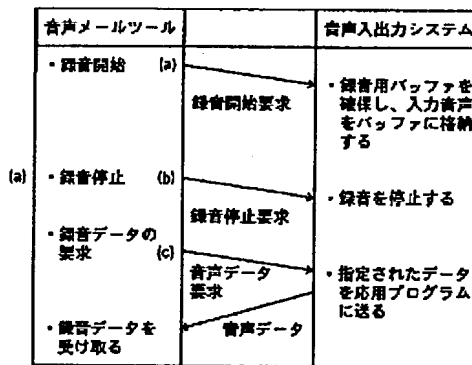 音声メールツール
音声入出力システム
・録音開始 (a)
録音開始要求
・録音用バッファを
確保し、入力音声
をバッファに格納
する
(a)
・録音停止 (b)
録音停止要求
・録音を停止する
・録音データの
要求 (c)
音声データ
要求
・指定されたデータ
を応用プログラム
に送る
音声データ
・録音データを
受け取る